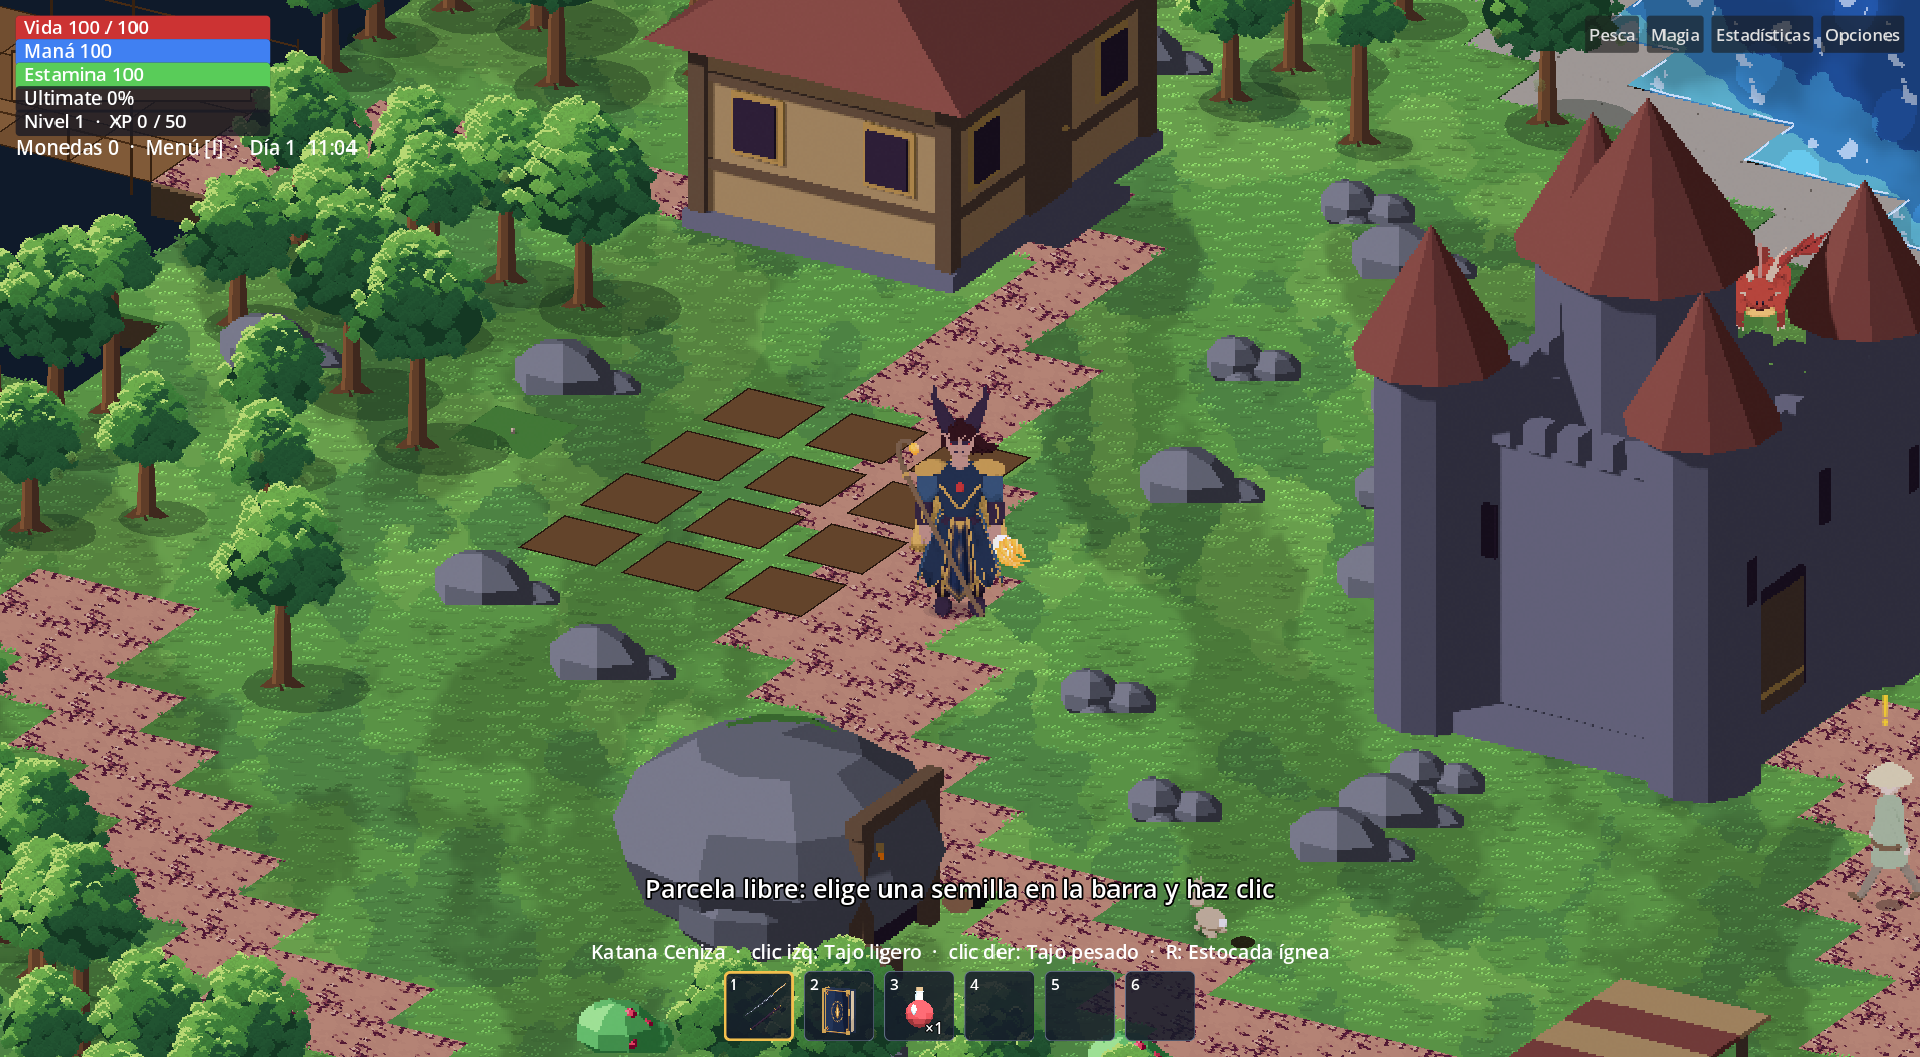 Vida 100 / 100
Maná 100
Estamina 100
Ultimate 0%
Nivel 1 · XP 0 / 50
Monedas 0 · Menú [I] · Día 1 11:04
Pesca Magia Estadísticas Opciones
Parcela libre: elige una semilla en la barra y haz clic
Katana Ceniza · clic izq: Tajo ligero · clic der: Tajo pesado · R: Estocada ígnea
1 2 3 4 5 6
×1